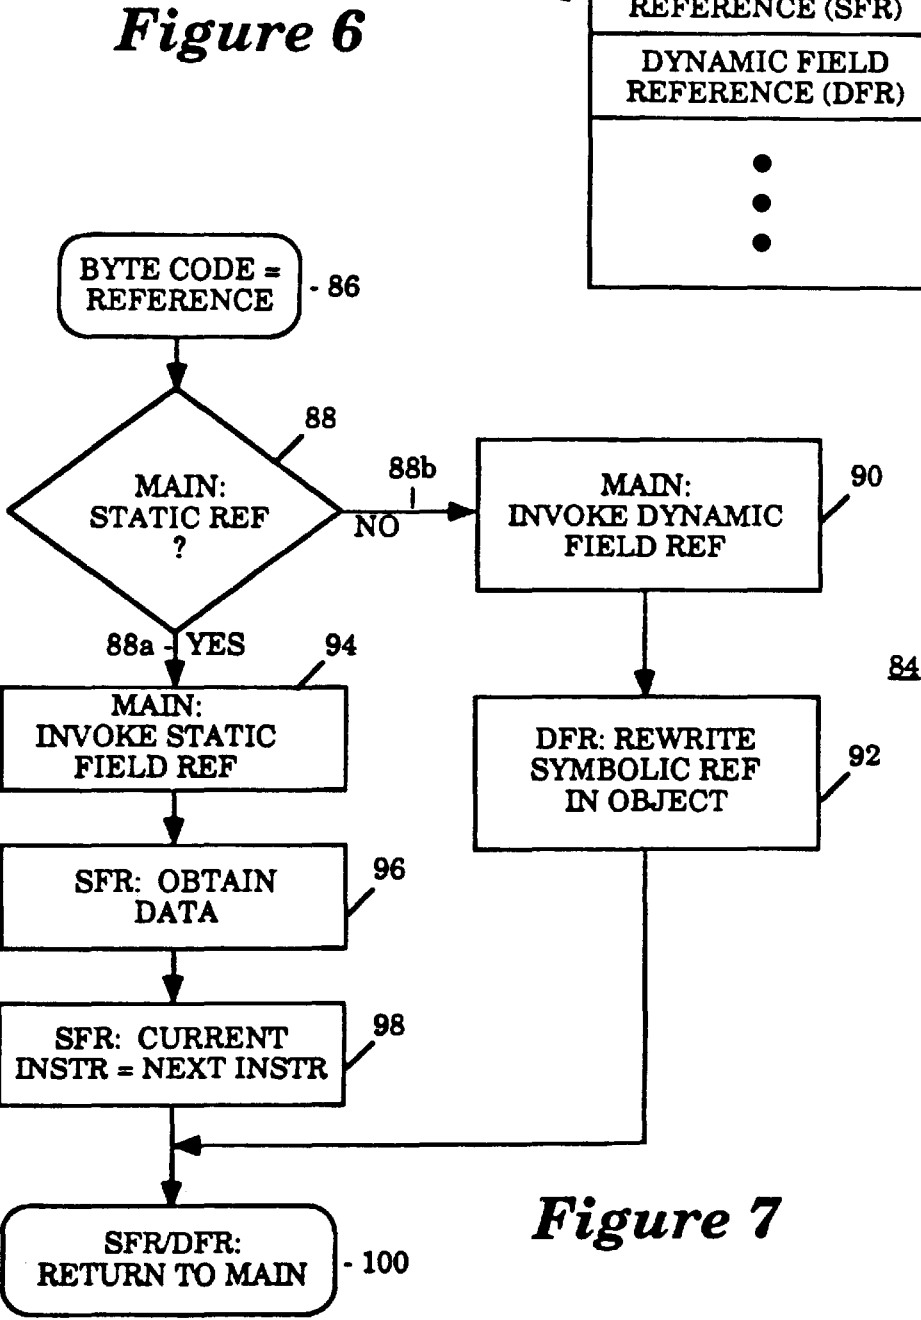 Figure 6
REFERENCE (SFR)
DYNAMIC FIELD
REFERENCE (DFR)
BYTE CODE =
REFERENCE
- 86
88
MAIN:
STATIC REF
?
88b
NO
MAIN:
INVOKE DYNAMIC
FIELD REF
90
88a - YES
94
84
MAIN:
INVOKE STATIC
FIELD REF
DFR: REWRITE
SYMBOLIC REF
IN OBJECT
92
SFR: OBTAIN
DATA
96
SFR: CURRENT
INSTR = NEXT INSTR
98
Figure 7
SFR/DFR:
RETURN TO MAIN
- 100